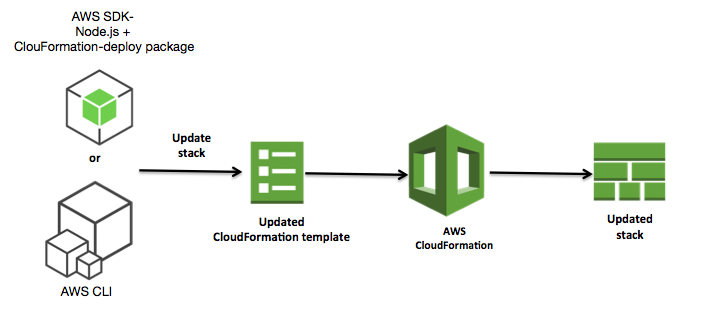 AWS SDK-
Node.js +
ClouFormation-deploy package
or
AWS CLI
Update
stack
Updated
CloudFormation template
AWS
CloudFormation
Updated
stack